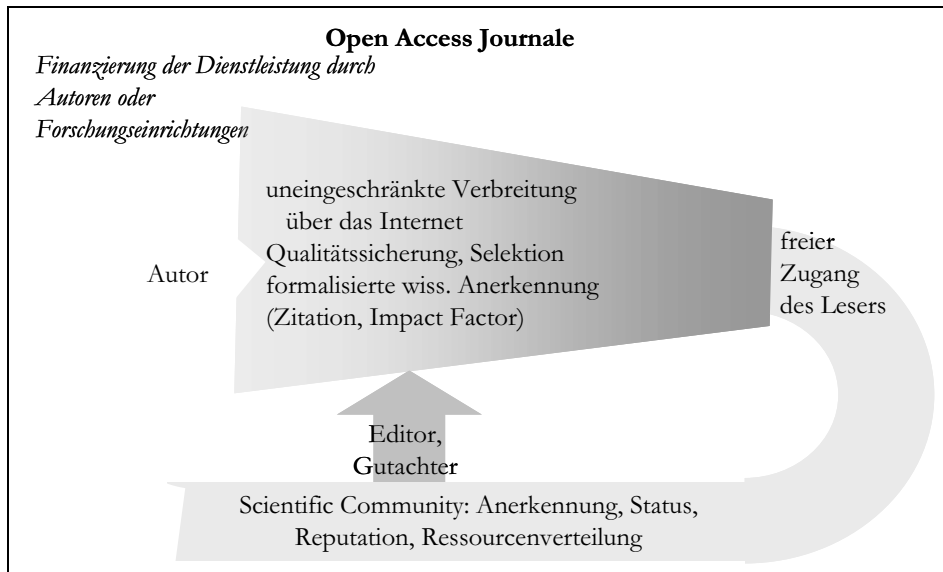 Open Access Journale
Finanzierung der Dienstleistung durch
Autoren oder
Forschungseinrichtungen
Autor
uneingeschränkte Verbreitung
über das Internet
Qualitätssicherung, Selektion
formalisierte wiss. Anerkennung
(Zitation, Impact Factor)
freier
Zugang
des Lesers
Editor,
Gutachter
Scientific Community: Anerkennung, Status,
Reputation, Ressourcenverteilung